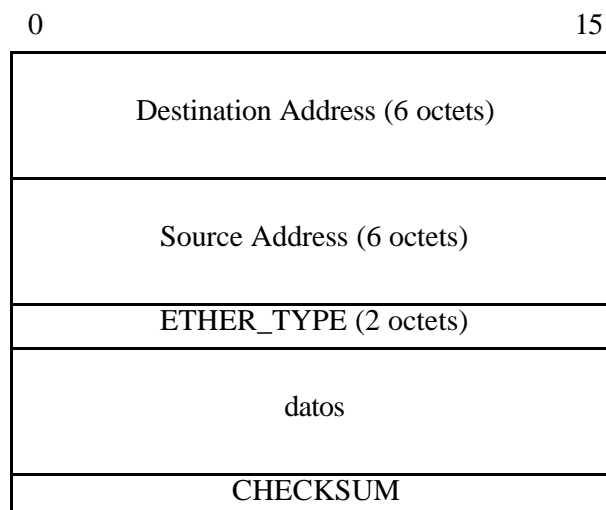 0 15
Destination Address (6 octets)
Source Address (6 octets)
ETHER_TYPE (2 octets)
datos
CHECKSUM